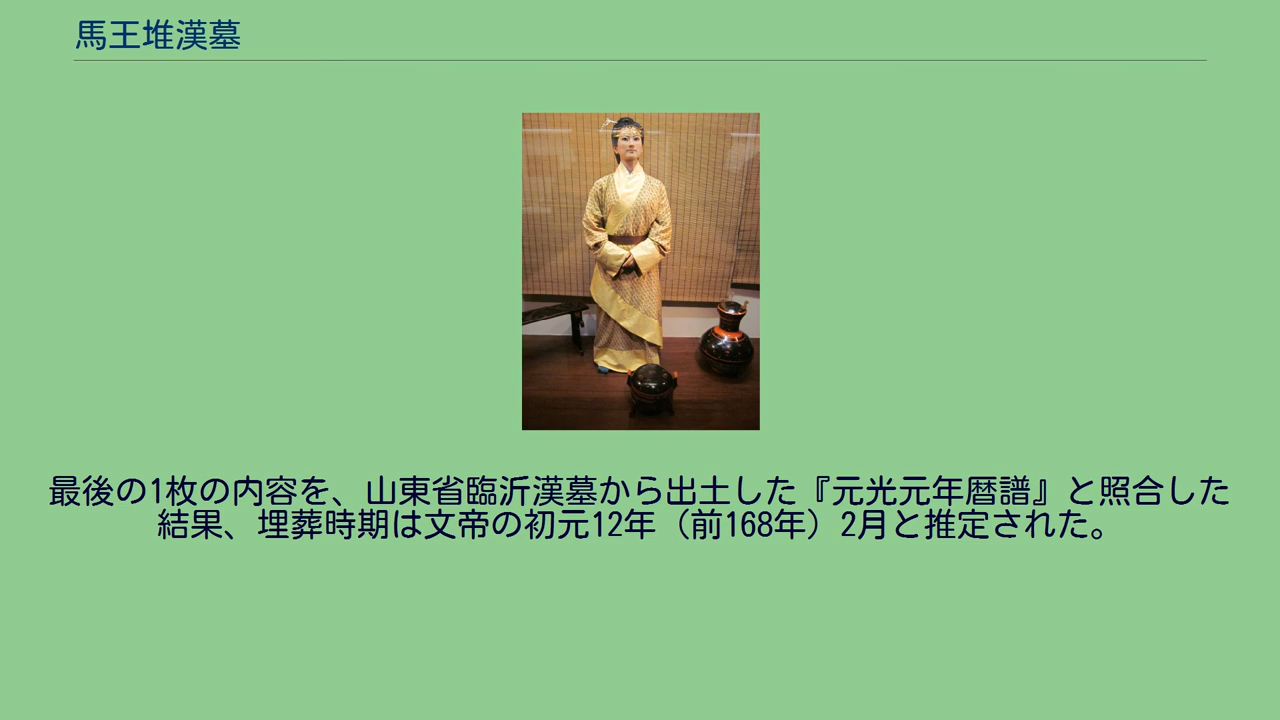 馬王堆漢墓
最後の1枚の内容を、山東省臨沂漢墓から出土した『元光元年暦譜』と照合した
結果、埋葬時期は文帝の初元12年（前168年）2月と推定された。